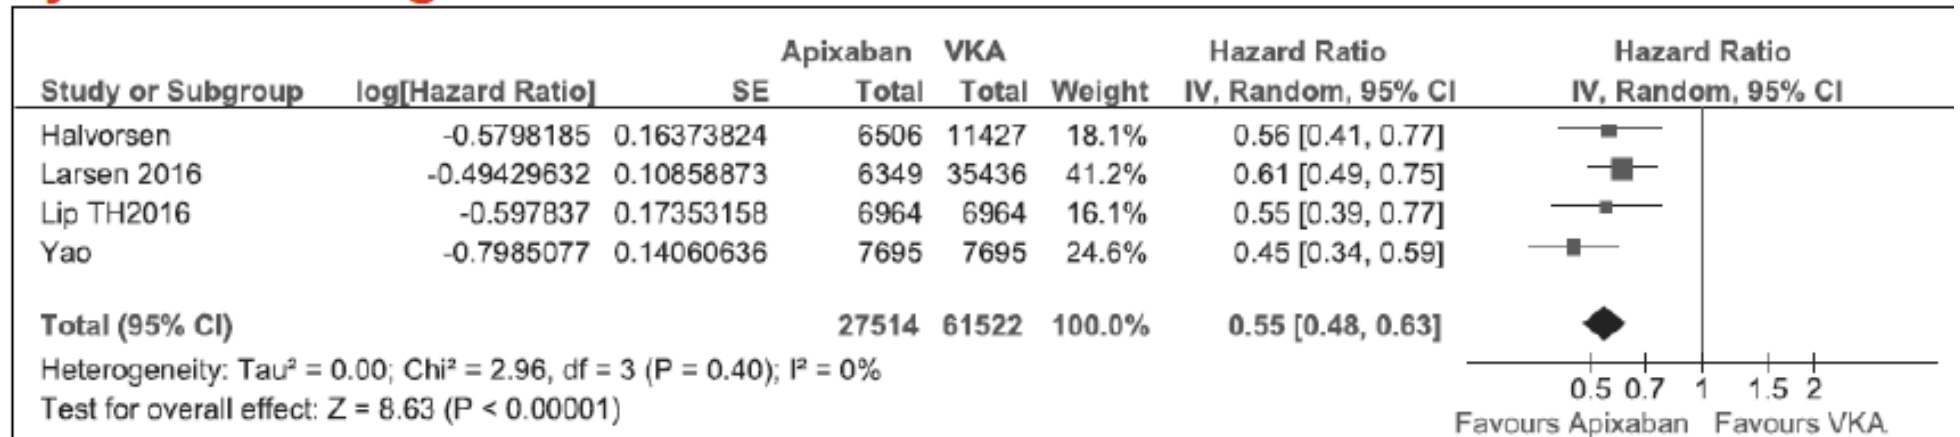 Apixaban VKA Hazard Ratio Hazard Ratio
Study or Subgroup log[Hazard Ratio] SE Total Total Weight IV, Random, 95% CI IV, Random, 95% CI
Halvorsen -0.5798185 0.16373824 6506 11427 18.1% 0.56 [0.41, 0.77]
Larsen 2016 -0.49429632 0.10858873 6349 35436 41.2% 0.61 [0.49, 0.75]
Lip TH2016 -0.597837 0.17353158 6964 6964 16.1% 0.55 [0.39, 0.77]
Yao -0.7985077 0.14060636 7695 7695 24.6% 0.45 [0.34, 0.59]
Total (95% CI) 27514 61522 100.0% 0.55 [0.48, 0.63]
Heterogeneity: Tau² = 0.00; Chi² = 2.96, df = 3 (P = 0.40); I² = 0%
Test for overall effect: Z = 8.63 (P < 0.00001)
0.5 0.7 1 1.5 2
Favours Apixaban Favours VKA